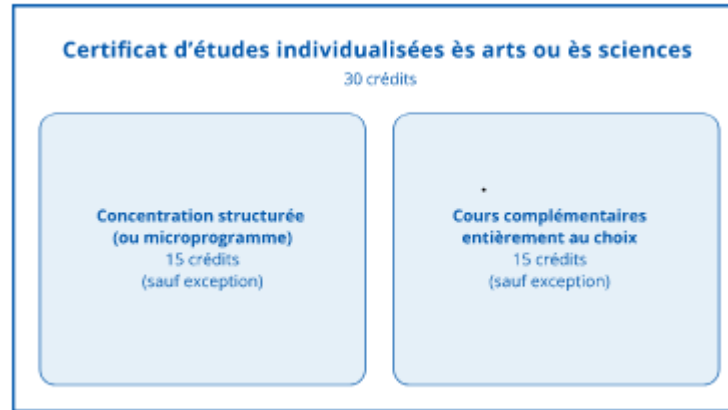 Certificat d'études individualisées ès arts ou ès sciences
30 crédits
Concentration structurée
(ou microprogramme)
15 crédits
(sauf exception)
Cours complémentaires
entièrement au choix
15 crédits
(sauf exception)